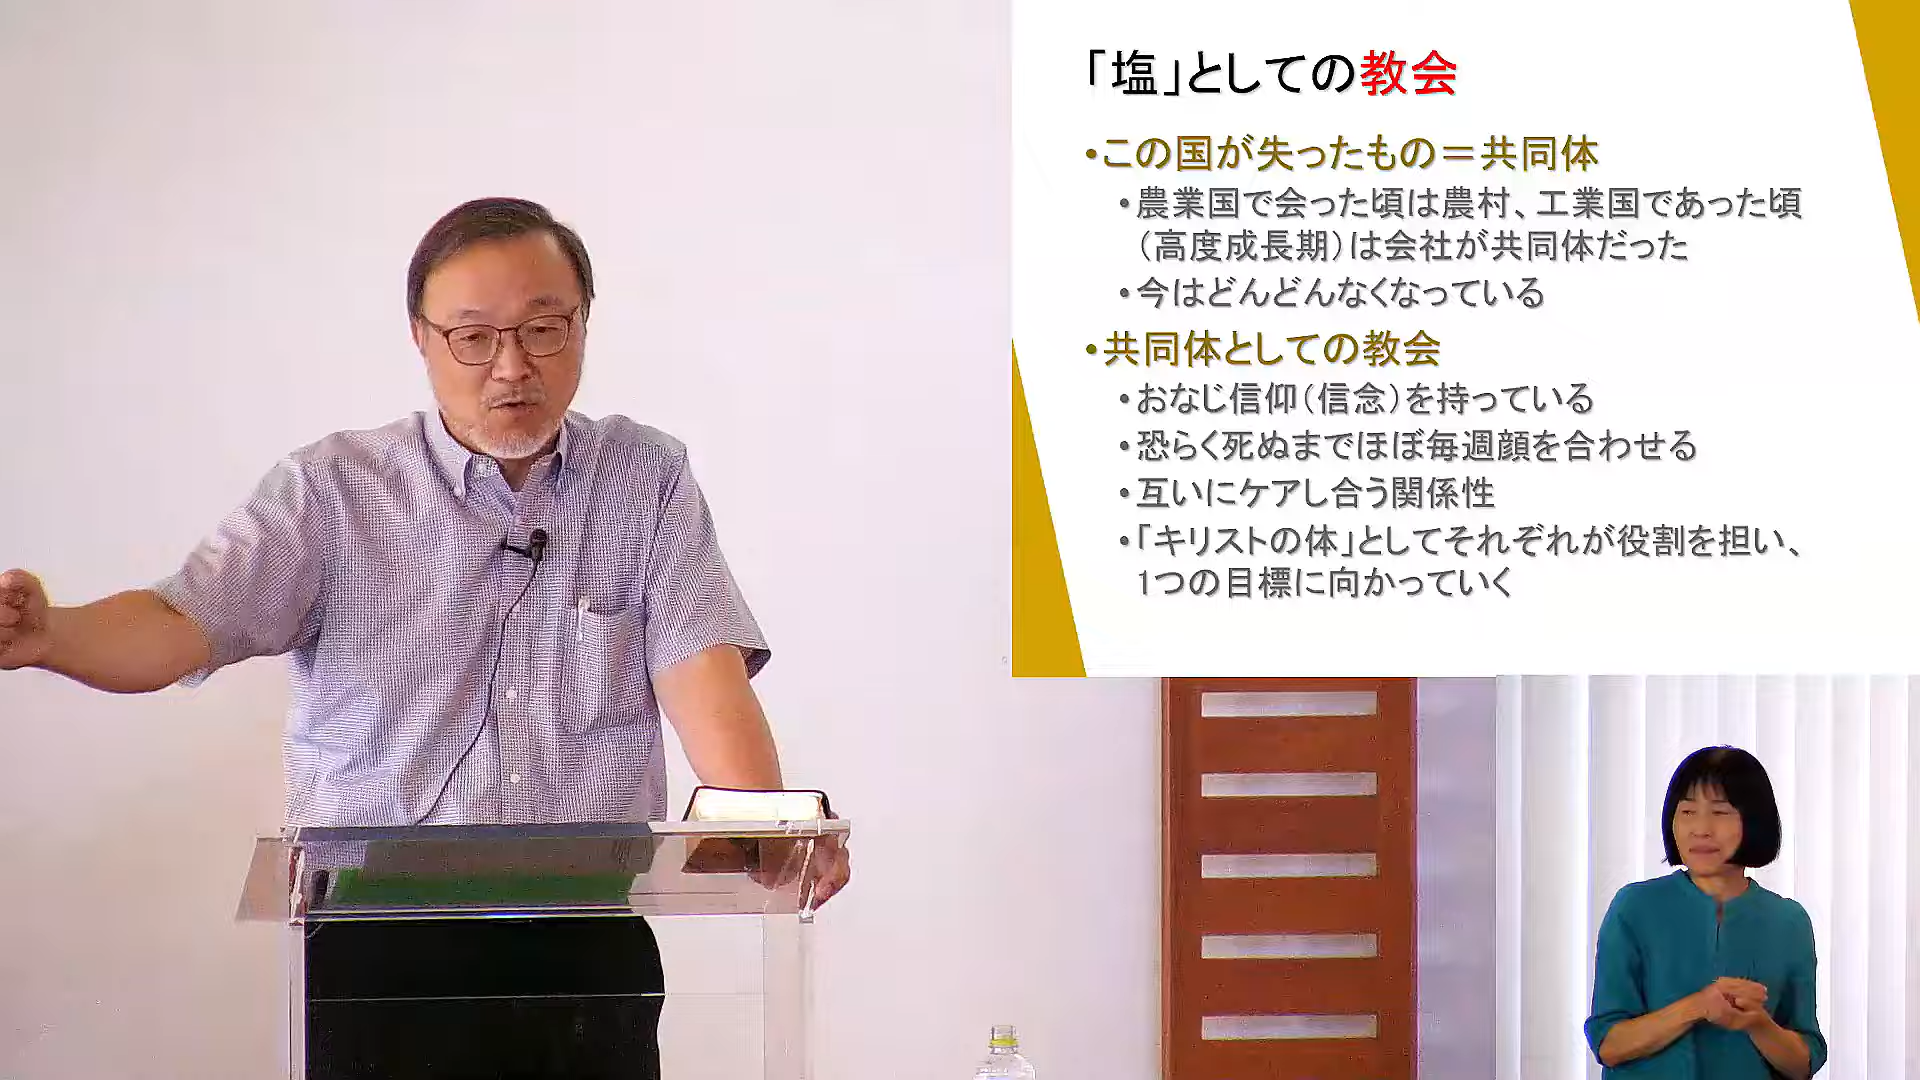 「塩」としての教会
•この国が失ったもの＝共同体
•農業国で会った頃は農村、工業国であった頃
（高度成長期）は会社が共同体だった
•今はどんどんなくなっている
•共同体としての教会
•おなじ信仰（信念）を持っている
•恐らく死ぬまでほぼ毎週顔を合わせる
•互いにケアし合う関係性
•「キリストの体」としてそれぞれが役割を担い、
1つの目標に向かっていく